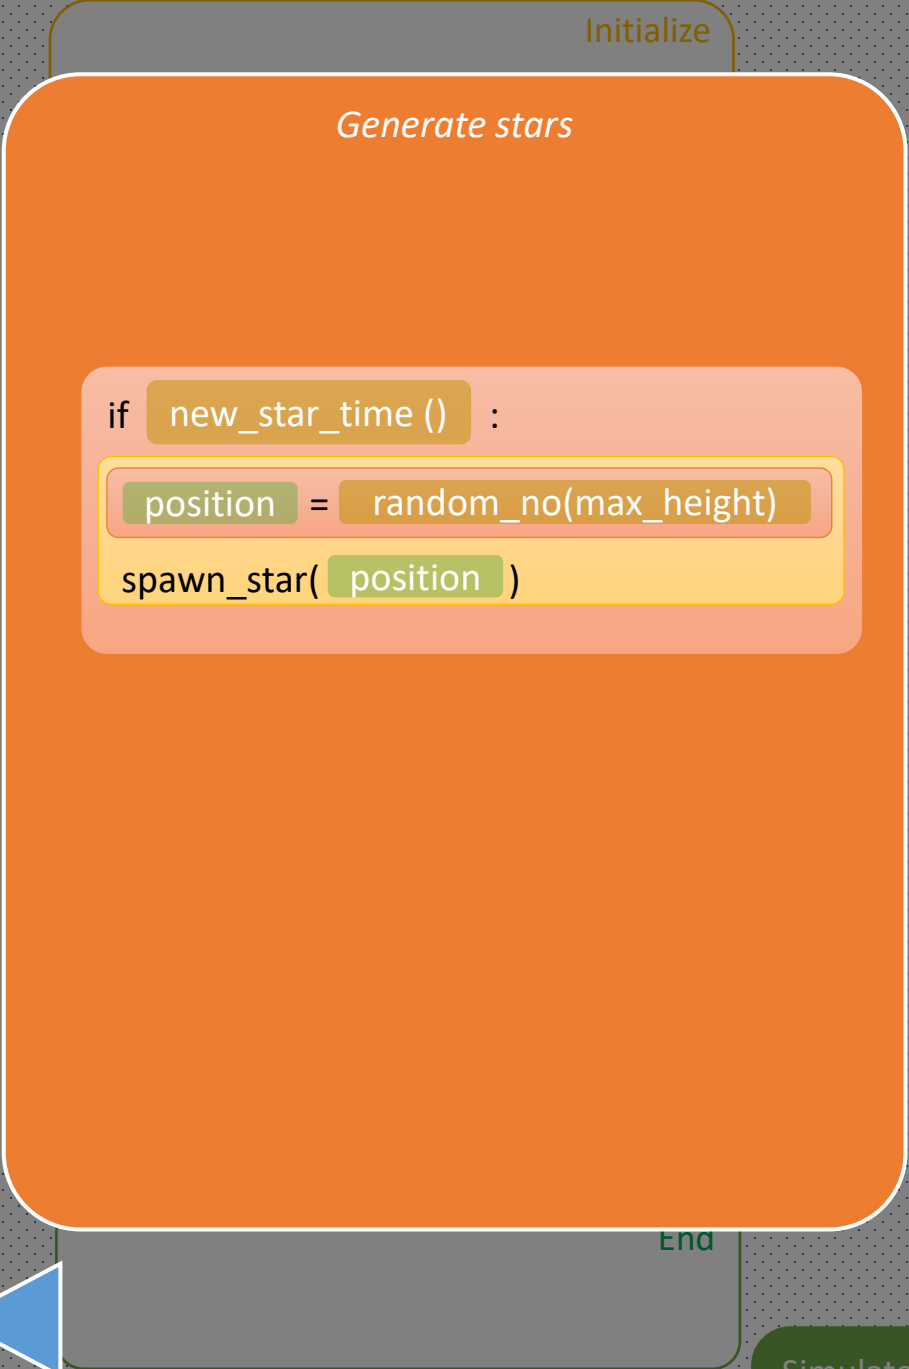 Initialize
Generate stars
if new_star_time () :
position = random_no(max_height)
spawn_star( position )
End